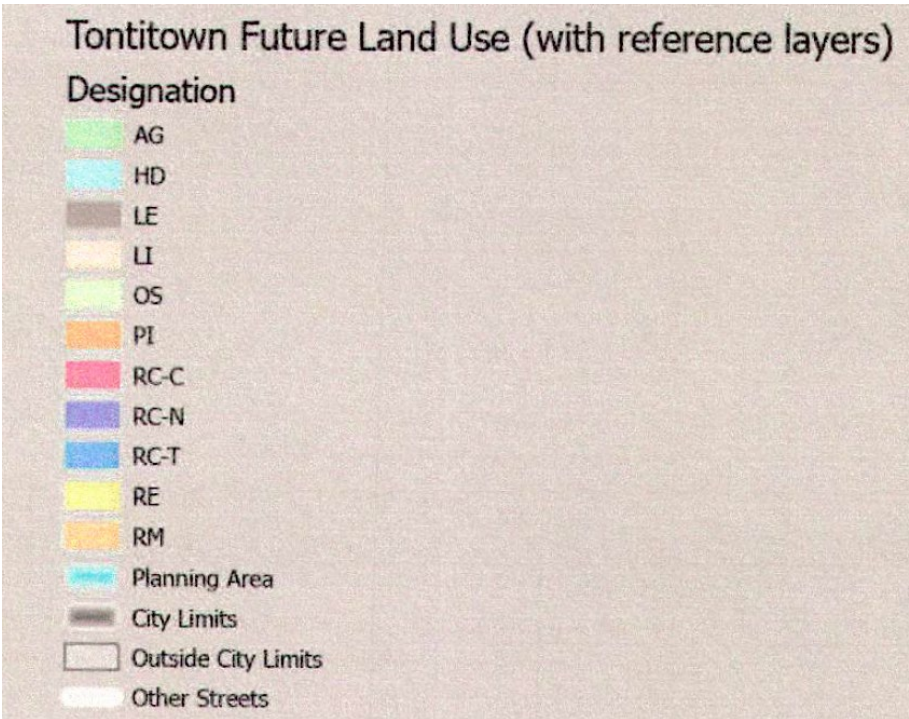 Tontitown Future Land Use (with reference layers)
Designation
AG
HD
LE
LI
OS
PI
RC-C
RC-N
RC-T
RE
RM
Planning Area
City Limits
Outside City Limits
Other Streets